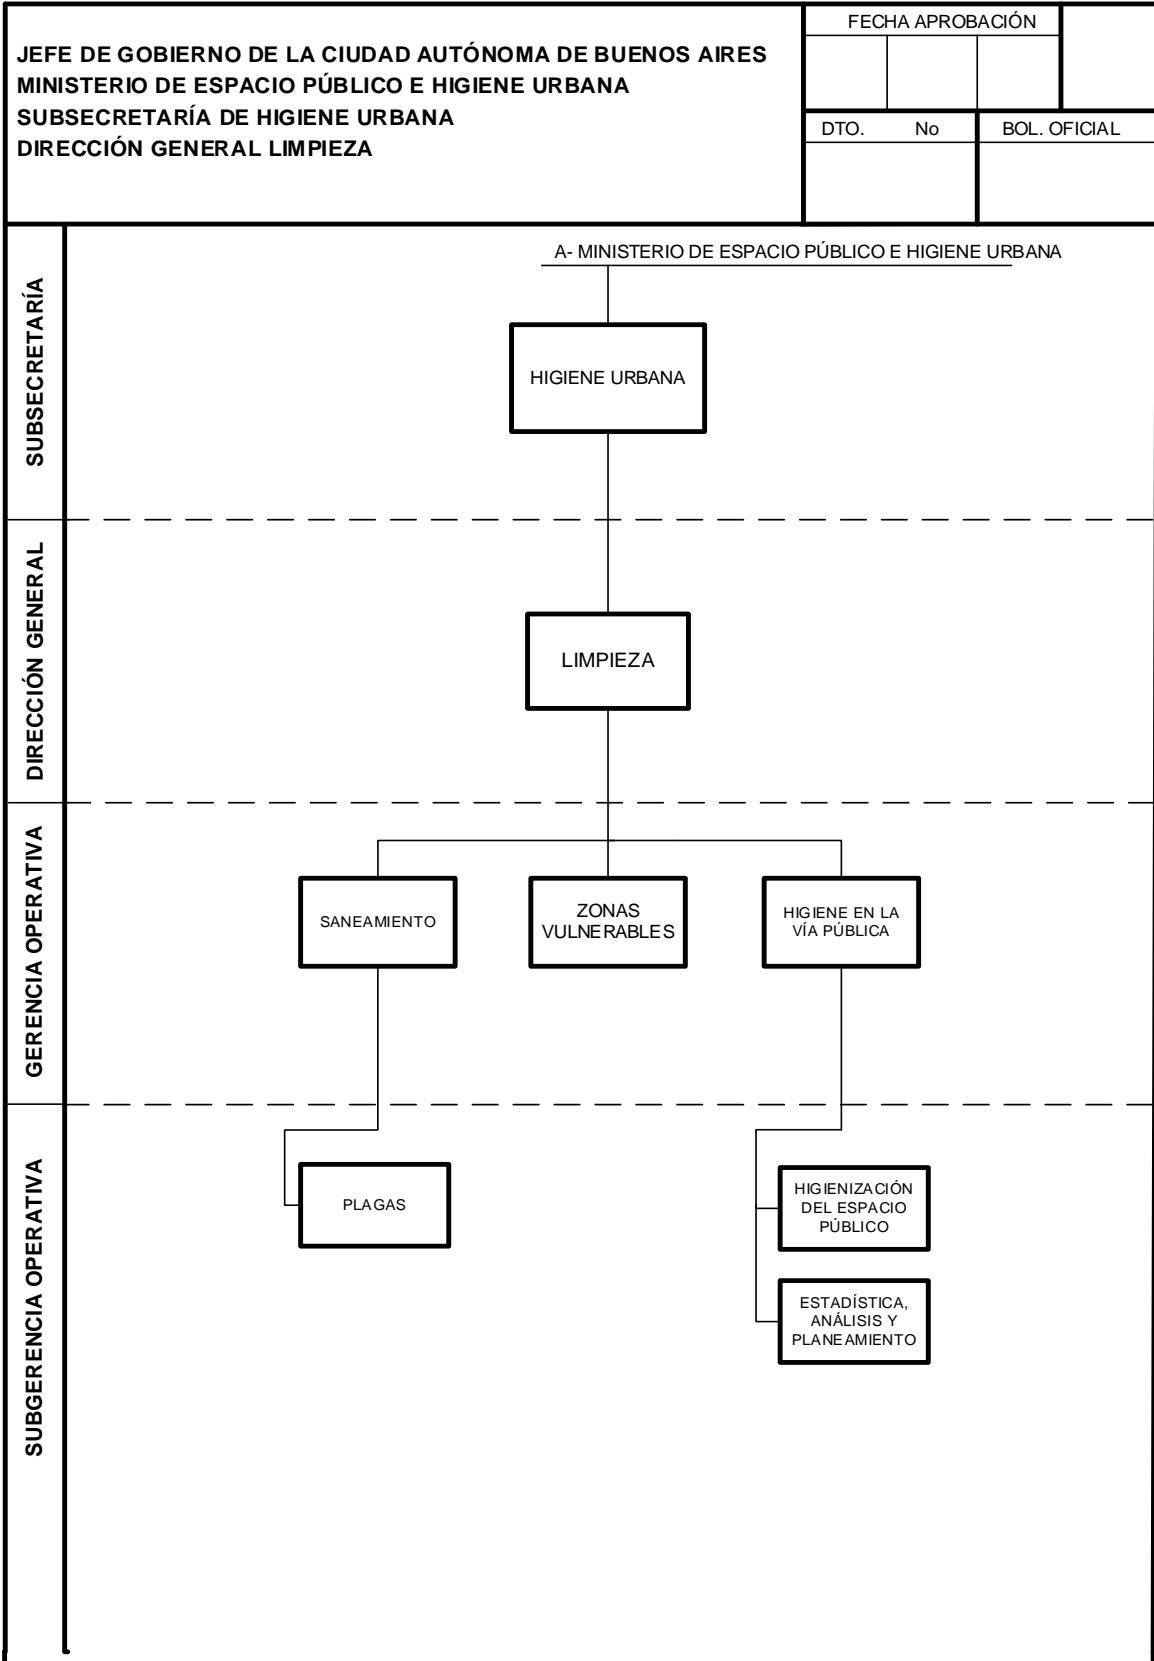 JEFE DE GOBIERNO DE LA CIUDAD AUTÓNOMA DE BUENOS AIRES
MINISTERIO DE ESPACIO PÚBLICO E HIGIENE URBANA
SUBSECRETARÍA DE HIGIENE URBANA
DIRECCIÓN GENERAL LIMPIEZA
FECHA APROBACIÓN
DTO. No
BOL. OFICIAL
SUBSECRETARÍA
A- MINISTERIO DE ESPACIO PÚBLICO E HIGIENE URBANA
HIGIENE URBANA
DIRECCIÓN GENERAL
LIMPIEZA
GERENCIA OPERATIVA
SANEAMIENTO
ZONAS
VULNERABLES
HIGIENE EN LA
VÍA PÚBLICA
SUBGERENCIA OPERATIVA
PLAGAS
HIGIENIZACIÓN
DEL ESPACIO
PÚBLICO
ESTADÍSTICA,
ANÁLISIS Y
PLANEAMIENTO